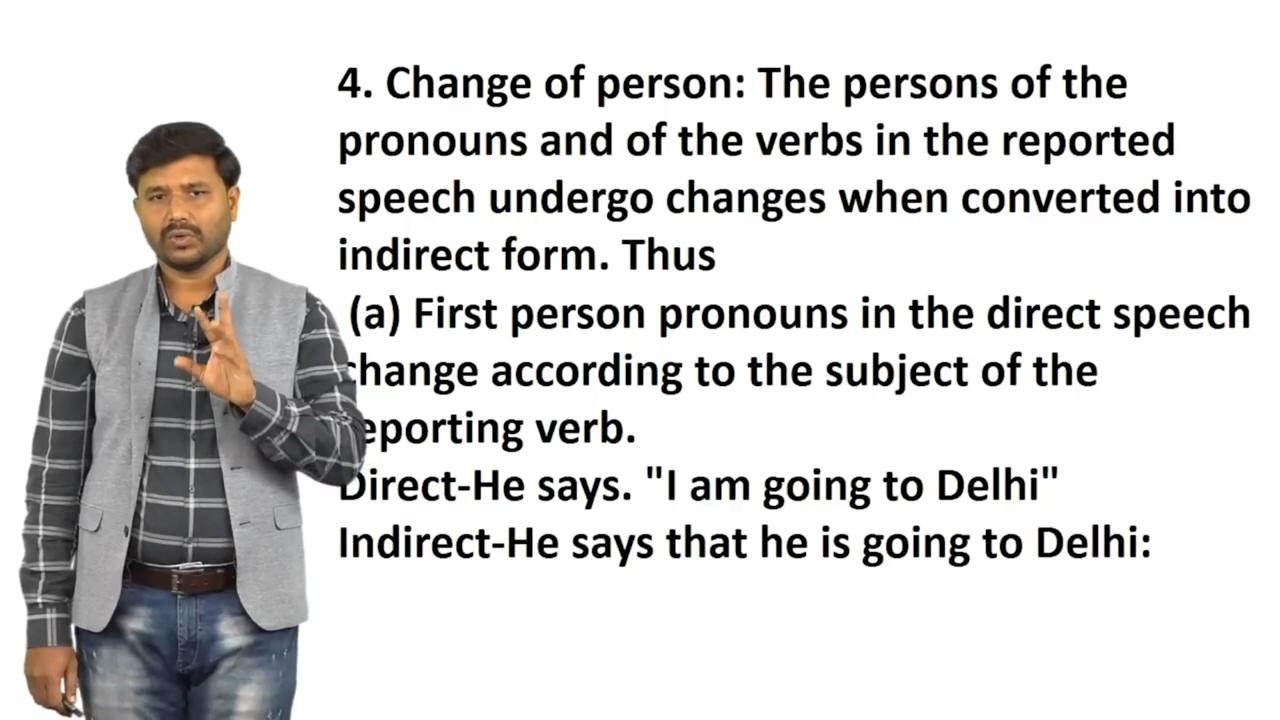 4. Change of person: The persons of the
pronouns and of the verbs in the reported
speech undergo changes when converted into
indirect form. Thus
(a) First person pronouns in the direct speech
change according to the subject of the
reporting verb.
Direct-He says. "I am going to Delhi"
Indirect-He says that he is going to Delhi: